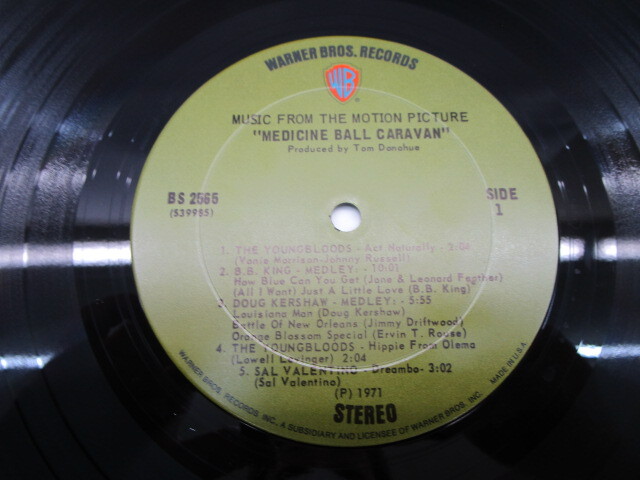 WARNER BROS. RECORDS
WB
®
MUSIC FROM THE MOTION PICTURE
"MEDICINE BALL CARAVAN"
Produced by Tom Donohue
BS 2565
(S39985)
SIDE
1
1. THE YOUNGBLOODS - Act Naturally - 2:04
(Vonie Morrison-Johnny Russell)
2. B.B. KING - MEDLEY: - 10:01
How Blue Can You Get (Jane & Leonard Feather)
(All I Want) Just A Little Love (B.B. King)
3. DOUG KERSHAW - MEDLEY: - 5:55
Louisiana Man (Doug Kershaw)
Battle Of New Orleans (Jimmy Driftwood)
Orange Blossom Special (Ervin T. Rouse)
4. THE YOUNGBLOODS - Hippie From Olema
(Lowell Levinger) 2:04
5. SAL VALENTINO - Dreambo - 3:02
(Sal Valentino)
(P) 1971
STEREO
WARNER BROS. RECORDS, INC., A SUBSIDIARY AND LICENSEE OF WARNER BROS. INC. MADE IN U.S.A.